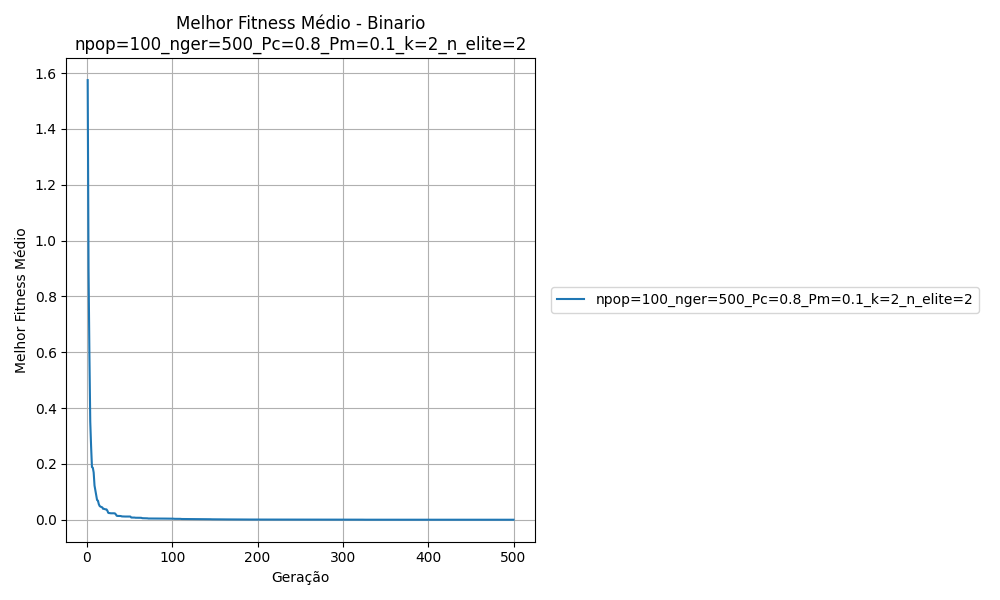 Melhor Fitness Médio - Binario
npop=100_nger=500_Pc=0.8_Pm=0.1_k=2_n_elite=2
Melhor Fitness Médio
1.6
1.4
1.2
1.0
0.8
0.6
0.4
0.2
0.0
0 100 200 300 400 500
Geração
npop=100_nger=500_Pc=0.8_Pm=0.1_k=2_n_elite=2